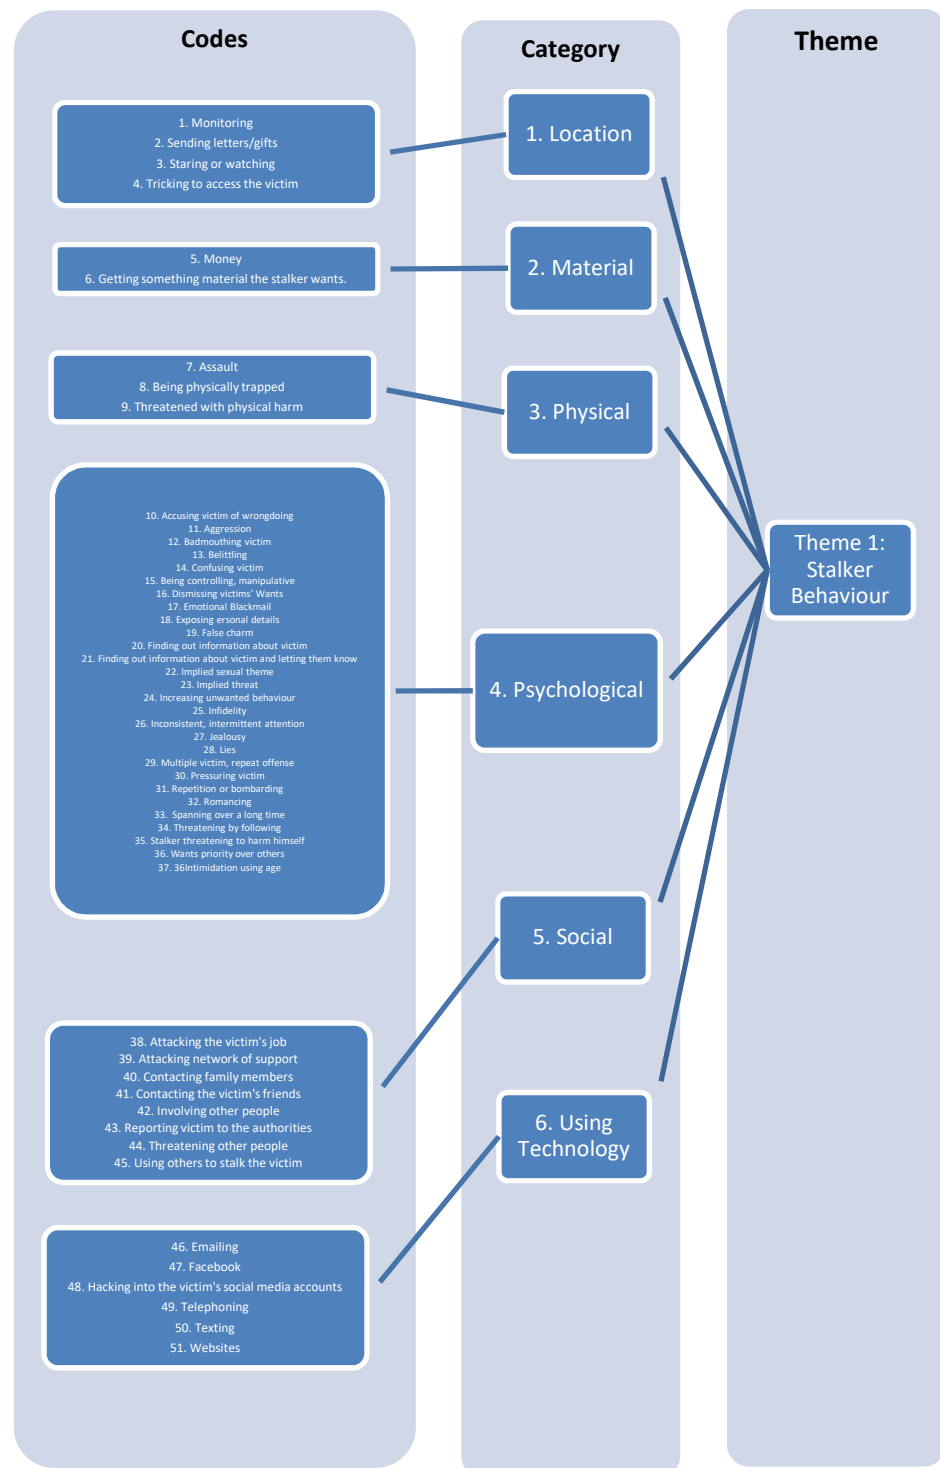 Codes
1. Monitoring
2. Sending letters/gifts
3. Staring or watching
4. Tricking to access the victim
5. Money
6. Getting something material the stalker wants.
7. Assault
8. Being physically trapped
9. Threatened with physical harm
10. Accusing victim of wrongdoing
11. Aggression
12. Badmouthing victim
13. Belittling
14. Confusing victim
15. Being controlling, manipulative
16. Dismissing victims' Wants
17. Emotional Blackmail
18. Exposing ersonal details
19. False charm
20. Finding out information about victim
21. Finding out information about victim and letting them know
22. Implied sexual theme
23. Implied threat
24. Increasing unwanted behaviour
25. Infidelity
26. Inconsistent, intermittent attention
27. Jealousy
28. Lies
29. Multiple victim, repeat offense
30. Pressuring victim
31. Repetition or bombarding
32. Romancing
33. Spanning over a long time
34. Threatening by following
35. Stalker threatening to harm himself
36. Wants priority over others
37. 36Intimidation using age
38. Attacking the victim's job
39. Attacking network of support
40. Contacting family members
41. Contacting the victim's friends
42. Involving other people
43. Reporting victim to the authorities
44. Threatening other people
45. Using others to stalk the victim
46. Emailing
47. Facebook
48. Hacking into the victim's social media accounts
49. Telephoning
50. Texting
51. Websites
Category
1. Location
2. Material
3. Physical
4. Psychological
5. Social
6. Using
Technology
Theme
Theme 1:
Stalker
Behaviour